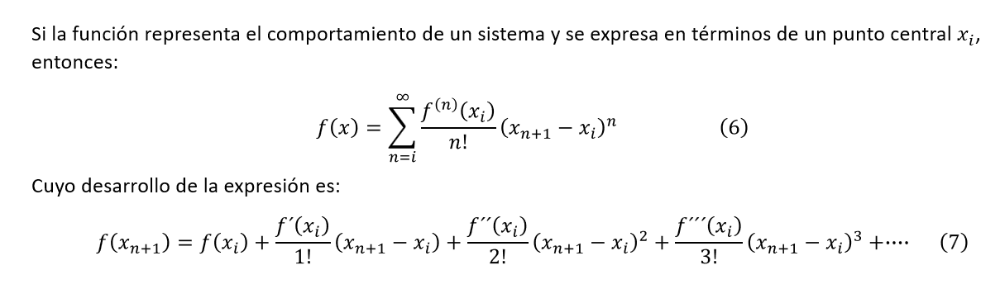 Si la función representa el comportamiento de un sistema y se expresa en términos de un punto central $x_i$,
entonces:
$f(x) = \sum_{n=i}^{\infty} \frac{f^{(n)}(x_i)}{n!} (x_{n+1} - x_i)^n$ (6)
Cuyo desarrollo de la expresión es:
$f(x_{n+1}) = f(x_i) + \frac{f´(x_i)}{1!} (x_{n+1} - x_i) + \frac{f´´(x_i)}{2!} (x_{n+1} - x_i)^2 + \frac{f´´´(x_i)}{3!} (x_{n+1} - x_i)^3 + \cdots\cdot$ (7)